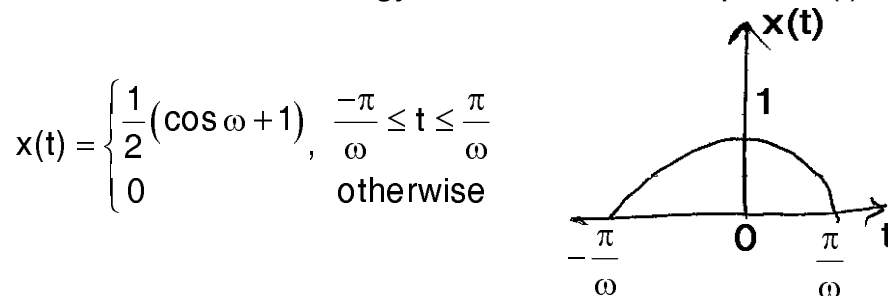 x(t) = { 1/2 (cos ω + 1), -π/ω ≤ t ≤ π/ω
0 otherwise
x(t)
1
0
t
-π/ω
π/ω